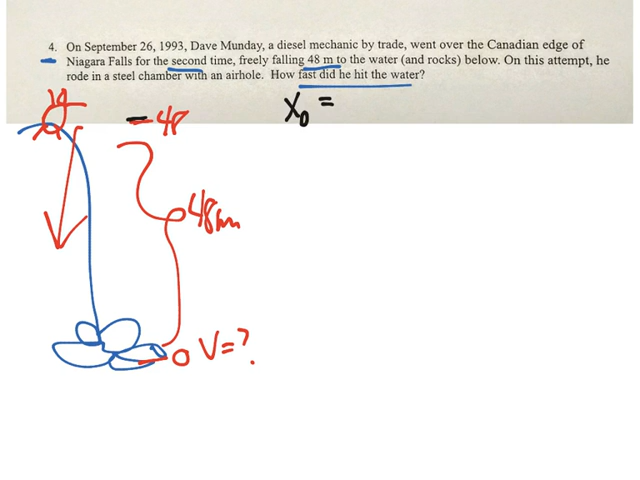 4. On September 26, 1993, Dave Munday, a diesel mechanic by trade, went over the Canadian edge of
Niagara Falls for the second time, freely falling 48 m to the water (and rocks) below. On this attempt, he
rode in a steel chamber with an airhole. How fast did he hit the water?
-48
X₀ =
48m
0 V=?